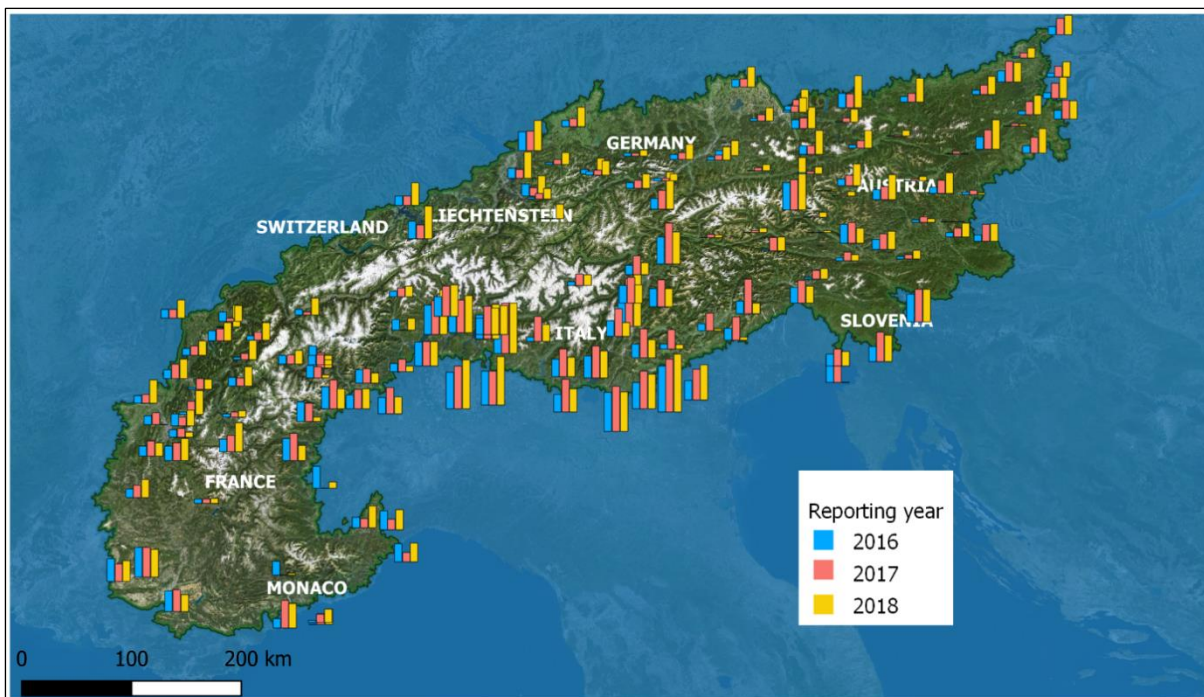 GERMANY
AUSTRIA
LIECHTENSTEIN
SWITZERLAND
ITALY
SLOVENIA
FRANCE
MONACO
Reporting year
2016
2017
2018
0 100 200 km